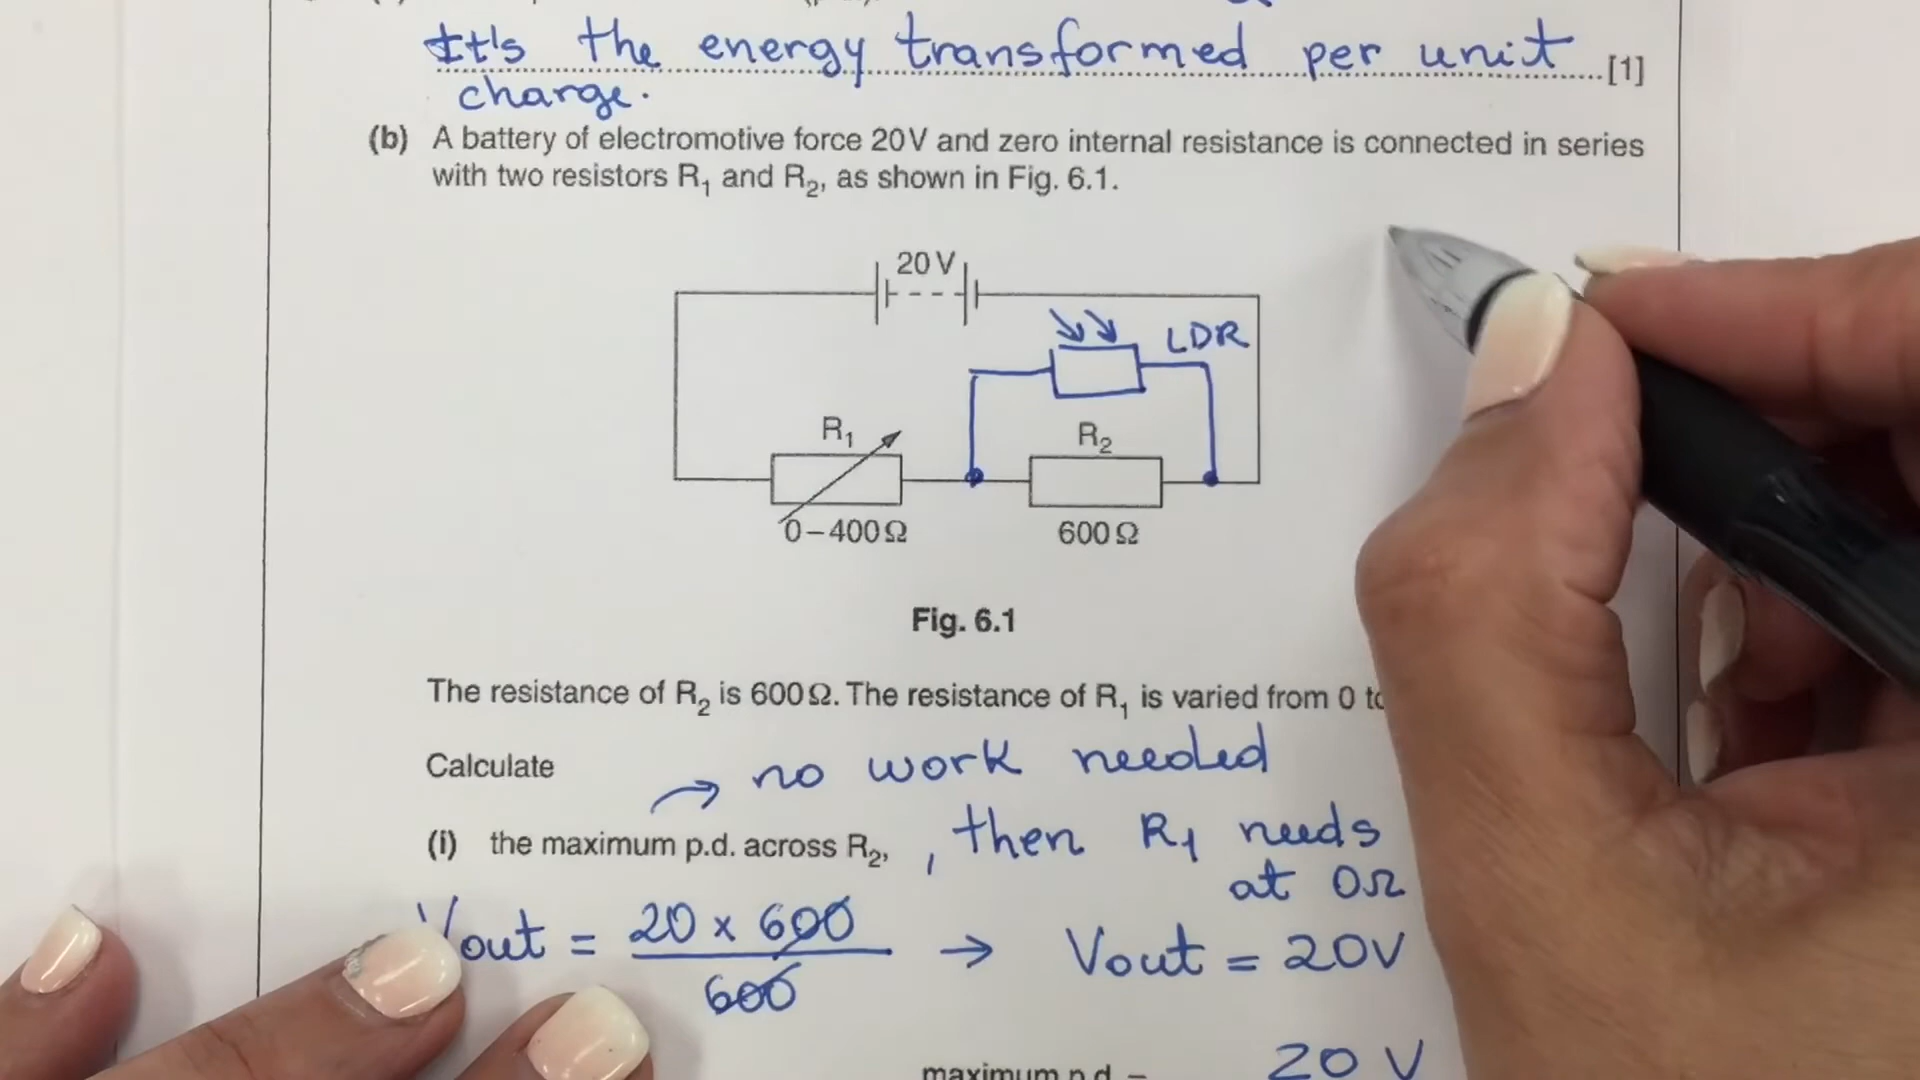 It's the energy transformed per unit [1]
charge.
(b) A battery of electromotive force 20V and zero internal resistance is connected in series
with two resistors R₁ and R₂, as shown in Fig. 6.1.
20 V
LDR
R₁
R₂
0–400Ω
600Ω
Fig. 6.1
The resistance of R₂ is 600Ω. The resistance of R₁ is varied from 0
Calculate → no work needed
(i) the maximum p.d. across R₂, , then R1 needs
at 0Ω
Vout = 20 x 600 → Vout = 20V
600
maximum p.d. = 20 V